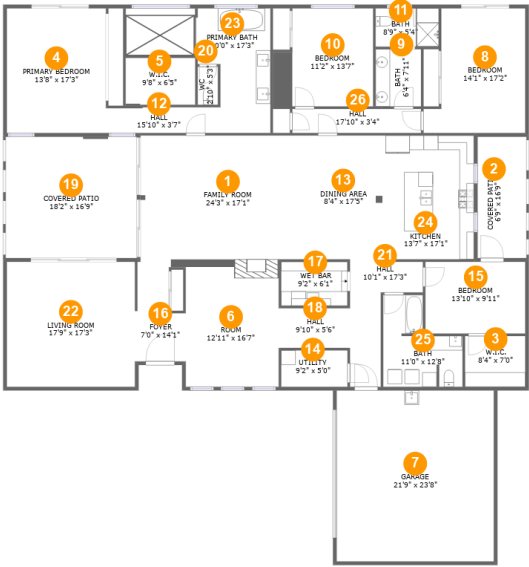 4
PRIMARY BEDROOM
13'8" x 17'3"
5
W.I.C.
9'8" x 6'5"
12
HALL
15'10" x 3'7"
23
PRIMARY BATH
20
WC
2'10" x 5'3"
10
BEDROOM
11'2" x 13'7"
11
BATH
8'9" x 5'4"
9
BATH
6'4" x 7'11"
8
BEDROOM
14'1" x 17'2"
26
HALL
17'10" x 3'4"
19
COVERED PATIO
18'2" x 16'9"
1
FAMILY ROOM
24'3" x 17'1"
13
DINING AREA
8'4" x 17'5"
24
KITCHEN
13'7" x 17'1"
2
COVERED PATIO
6'9" x 16'9"
21
HALL
10'1" x 17'3"
17
WET BAR
9'2" x 6'1"
15
BEDROOM
13'10" x 9'11"
22
LIVING ROOM
17'9" x 17'3"
16
FOYER
7'0" x 14'1"
6
ROOM
12'11" x 16'7"
18
HALL
9'10" x 5'6"
14
UTILITY
9'2" x 5'0"
25
BATH
11'0" x 12'8"
3
W.I.C.
8'4" x 7'0"
7
GARAGE
21'9" x 23'8"